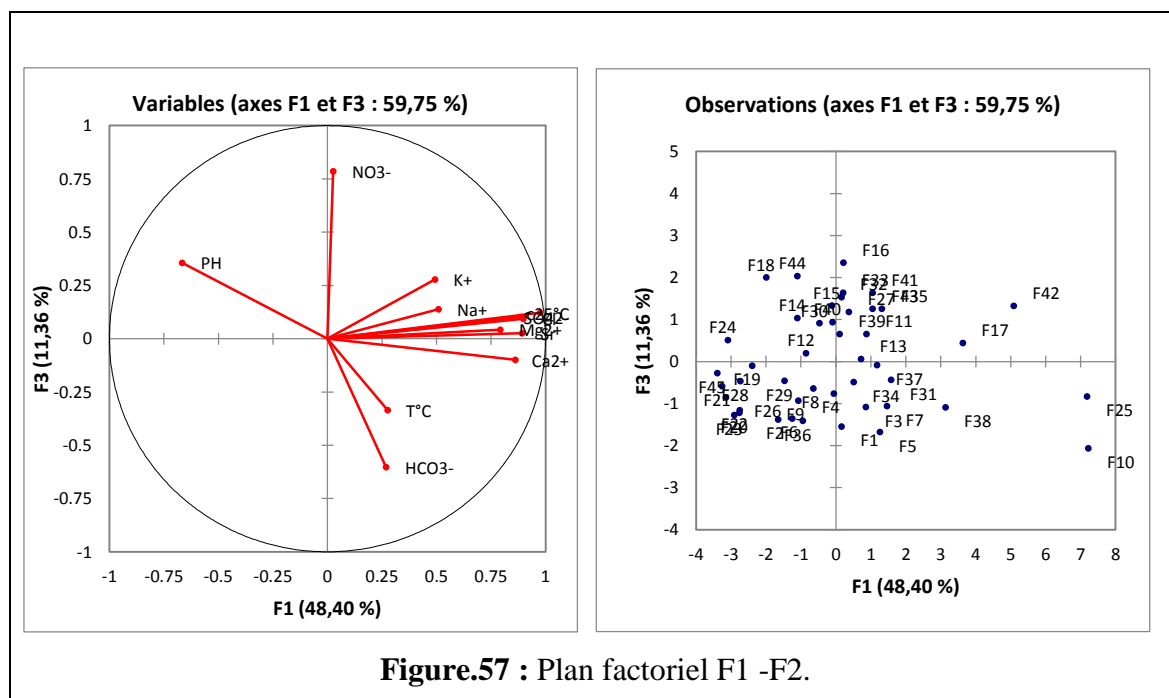 Variables (axes F1 et F3 : 59,75 %)
1
0.75
0.5
0.25
0
-0.25
-0.5
-0.75
-1
-1 -0.75 -0.5 -0.25 0 0.25 0.5 0.75 1
F3 (11,36 %)
F1 (48,40 %)
NO3-
PH
K+
Na+
Mg2+
Ca2+
T°C
HCO3-
Observations (axes F1 et F3 : 59,75 %)
5
4
3
2
1
0
-1
-2
-3
-4
-4 -3 -2 -1 0 1 2 3 4 5 6 7 8
F3 (11,36 %)
F1 (48,40 %)
F16
F18 F44
F41
F32
F15
F27
F35
F42
F14
F30 F40
F39 F11
F17
F24
F12
F13
F45
F19
F37
F21 F28 F29 F34 F31
F8 F4
F25
F26 F9
F3 F7 F38
F6
F36
F1 F5
F10
Figure.57 : Plan factoriel F1 -F2.